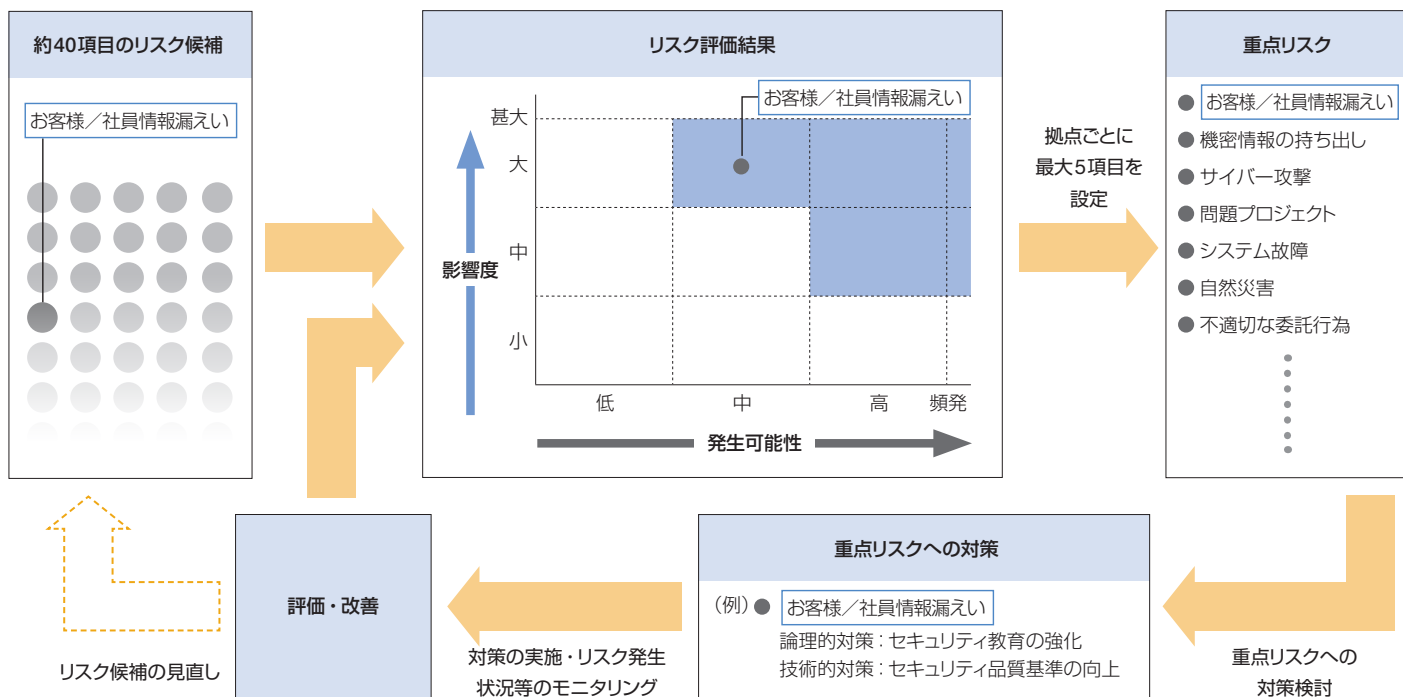 約40項目のリスク候補
お客様／社員情報漏えい
リスク評価結果
お客様／社員情報漏えい
甚大
大
中
小
影響度
低
中
高
頻発
発生可能性
拠点ごとに
最大5項目を
設定
重点リスク
お客様／社員情報漏えい
機密情報の持ち出し
サイバー攻撃
問題プロジェクト
システム故障
自然災害
不適切な委託行為
重点リスクへの
対策検討
重点リスクへの対策
（例）● お客様／社員情報漏えい
論理的対策：セキュリティ教育の強化
技術的対策：セキュリティ品質基準の向上
対策の実施・リスク発生
状況等のモニタリング
評価・改善
リスク候補の見直し